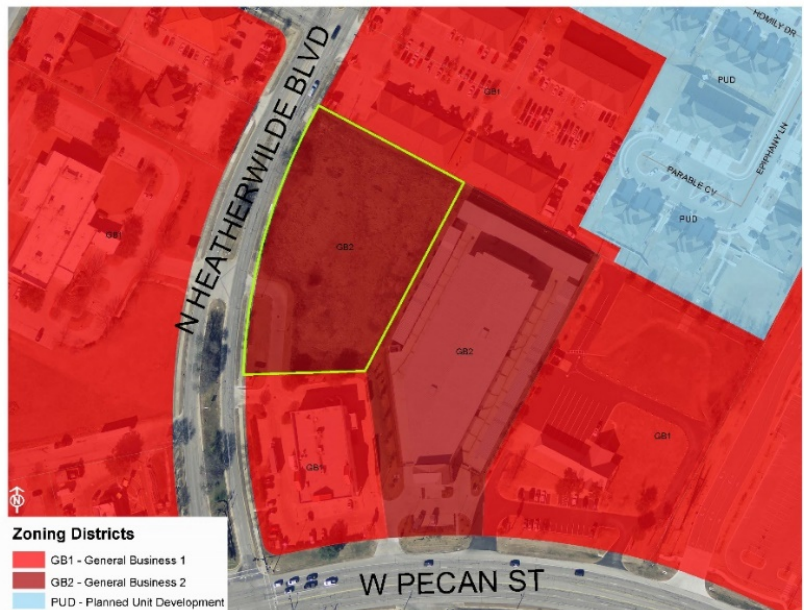 HOMILY DR
PUD
GB1
EPIPHANY LN
N HEATHERWILDE BLVD
PARABLE CV
PUD
GB1
GB2
GB2
GB1
GB1
N
Zoning Districts
GB1 - General Business 1
GB2 - General Business 2
PUD - Planned Unit Development
W PECAN ST